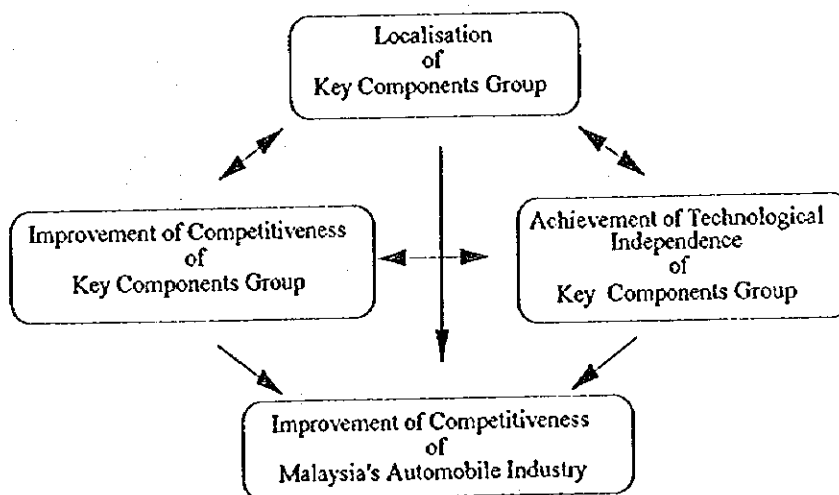 Localisation
of
Key Components Group
Improvement of Competitiveness
of
Key Components Group
Achievement of Technological
Independence
of
Key Components Group
Improvement of Competitiveness
of
Malaysia's Automobile Industry